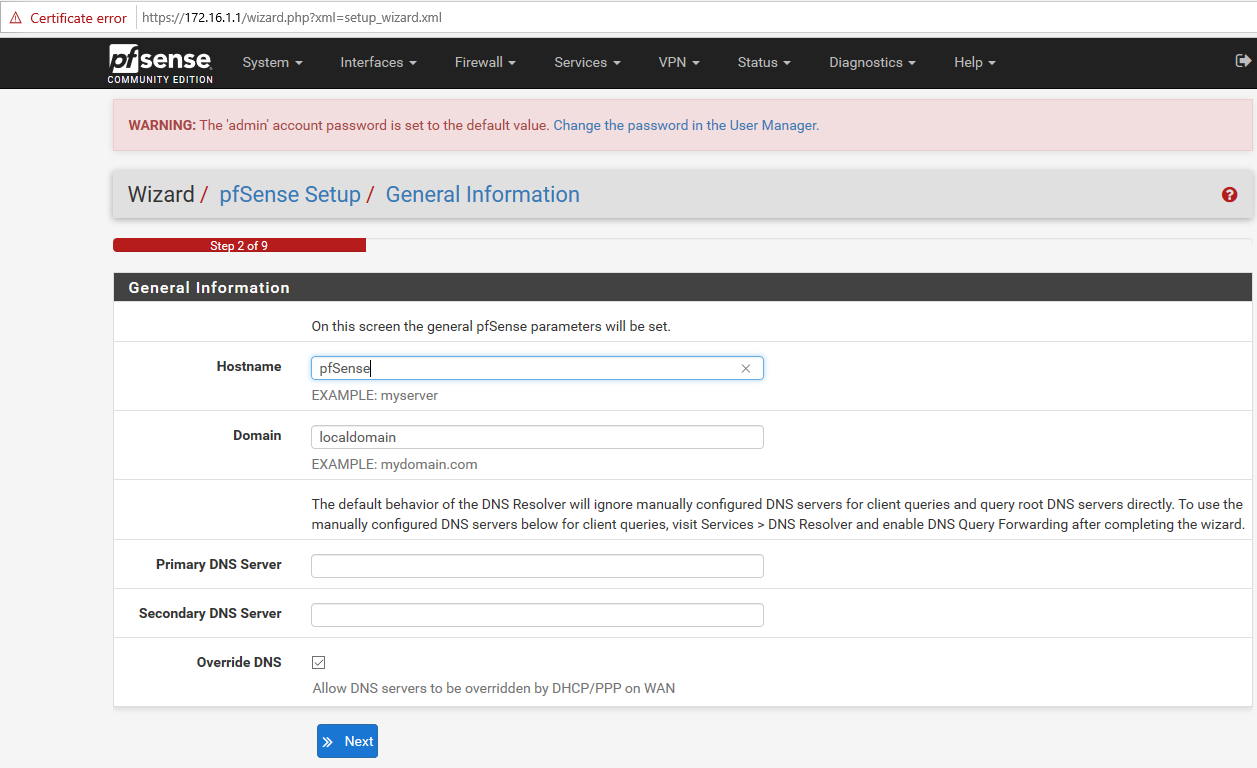 Certificate error https://172.16.1.1/wizard.php?xml=setup_wizard.xml
pfsense
COMMUNITY EDITION
System Interfaces Firewall Services VPN Status Diagnostics Help
WARNING: The 'admin' account password is set to the default value. Change the password in the User Manager.
Wizard / pfSense Setup / General Information
Step 2 of 9
General Information
On this screen the general pfSense parameters will be set.
Hostname pfSense
EXAMPLE: myserver
Domain localdomain
EXAMPLE: mydomain.com
The default behavior of the DNS Resolver will ignore manually configured DNS servers for client queries and query root DNS servers directly. To use the
manually configured DNS servers below for client queries, visit Services > DNS Resolver and enable DNS Query Forwarding after completing the wizard.
Primary DNS Server
Secondary DNS Server
Override DNS
Allow DNS servers to be overridden by DHCP/PPP on WAN
Next